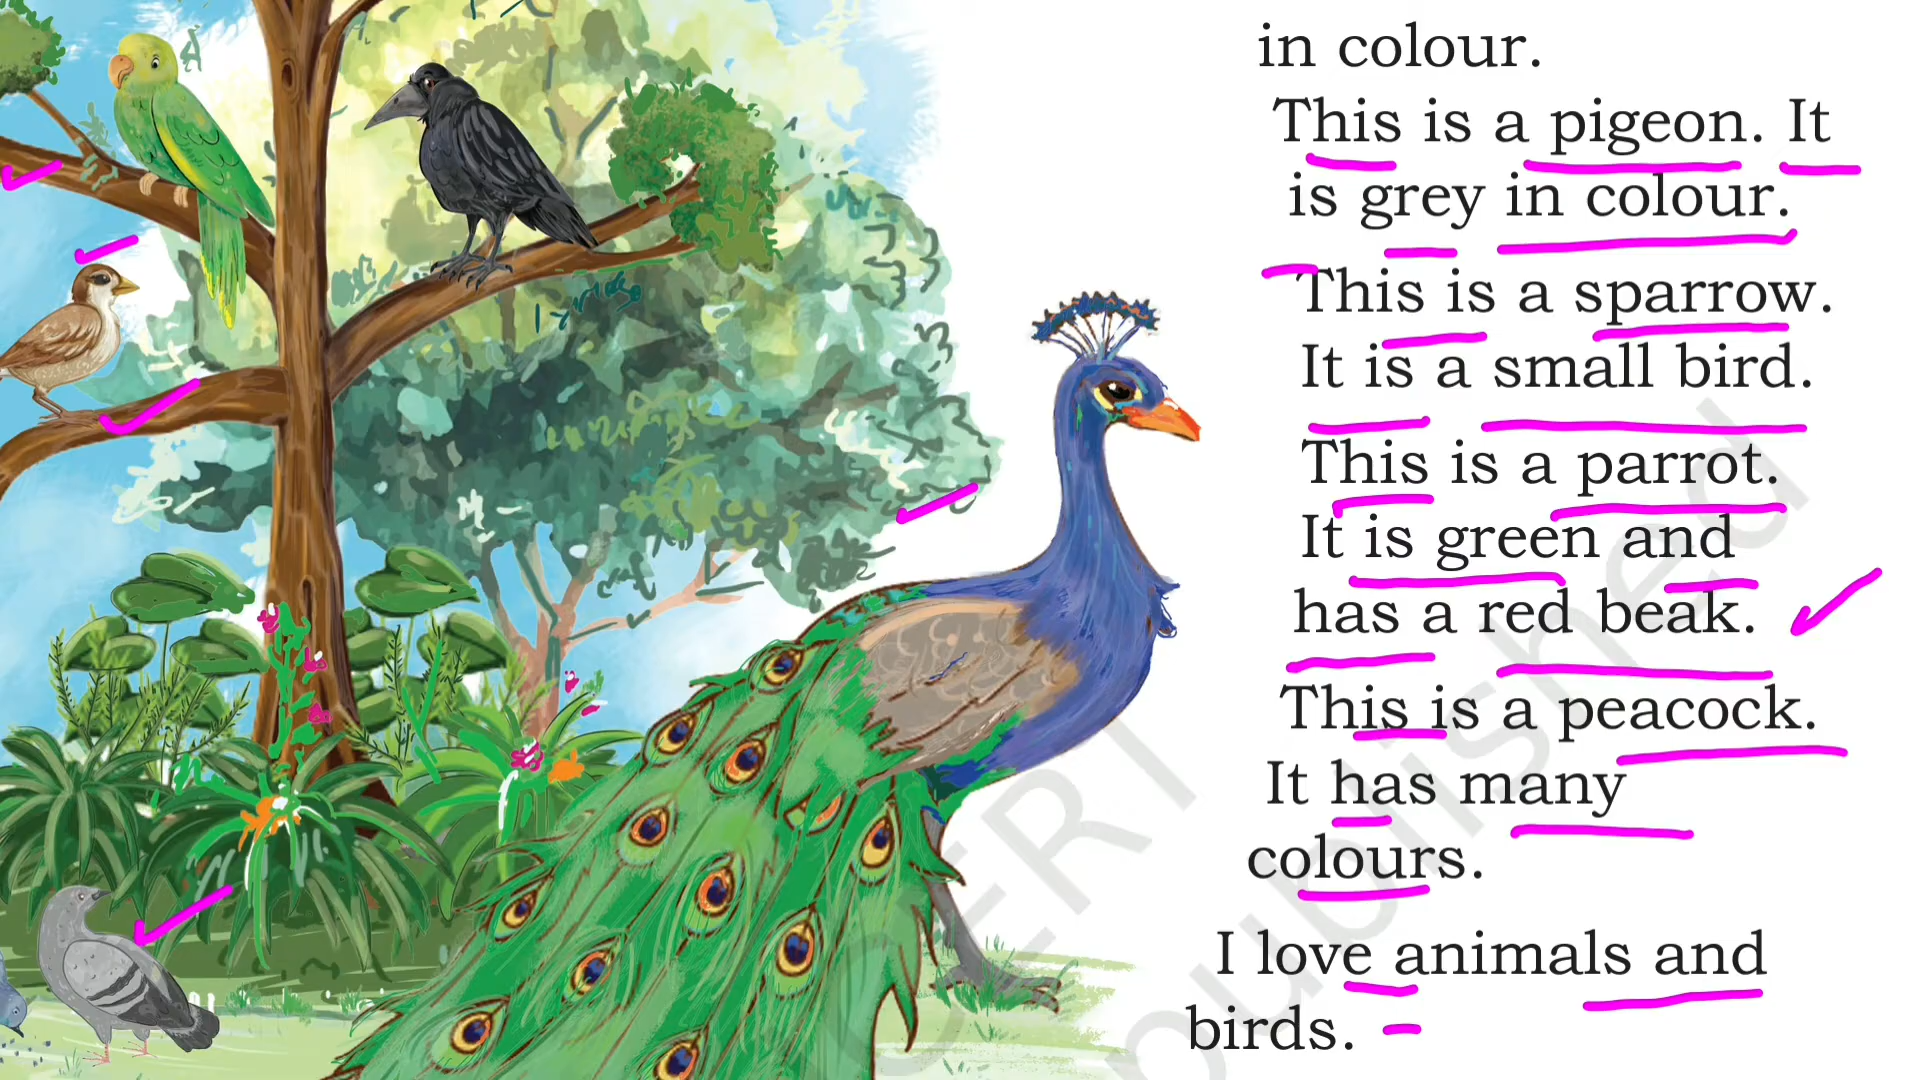 in colour.
This is a pigeon. It
is grey in colour.
This is a sparrow.
It is a small bird.
This is a parrot.
It is green and
has a red beak.
This is a peacock.
It has many
colours.
I love animals and
birds.
published